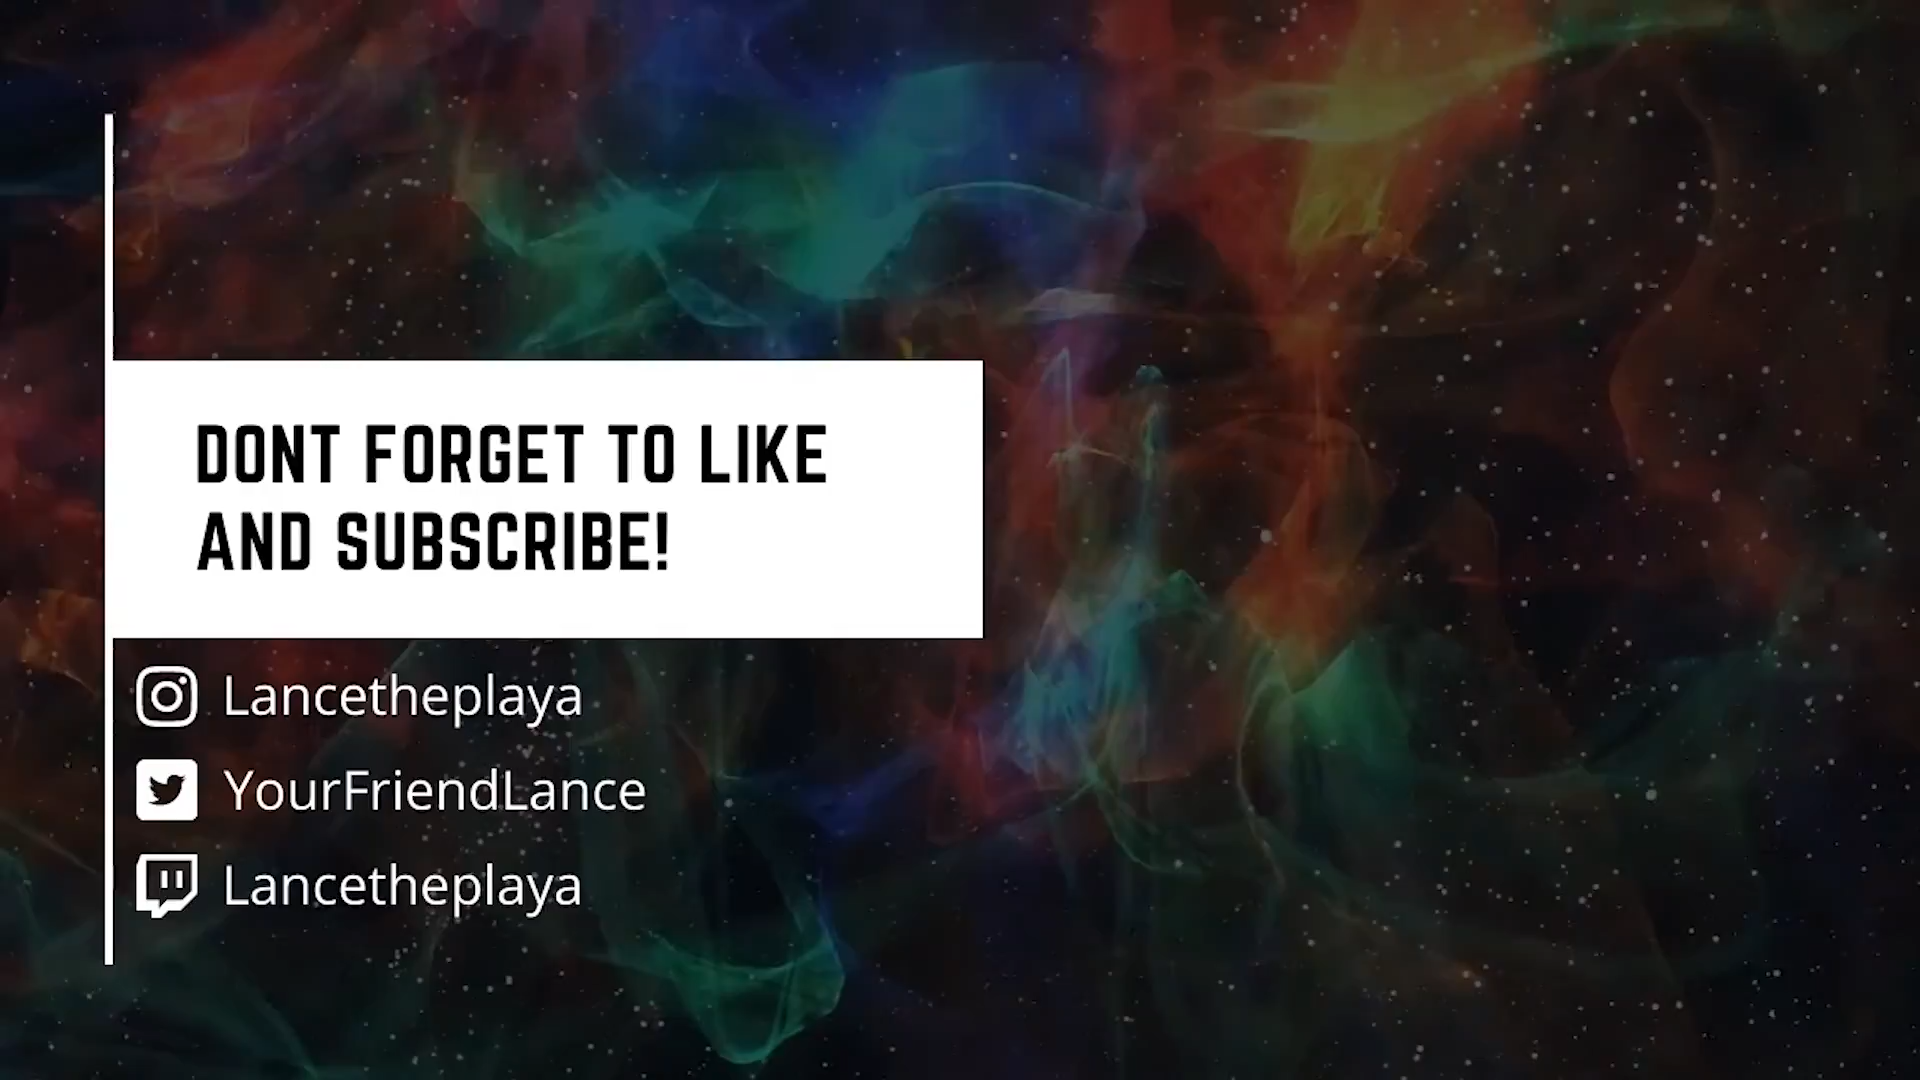 DONT FORGET TO LIKE
AND SUBSCRIBE!
Lancetheplaya
YourFriendLance
Lancetheplaya